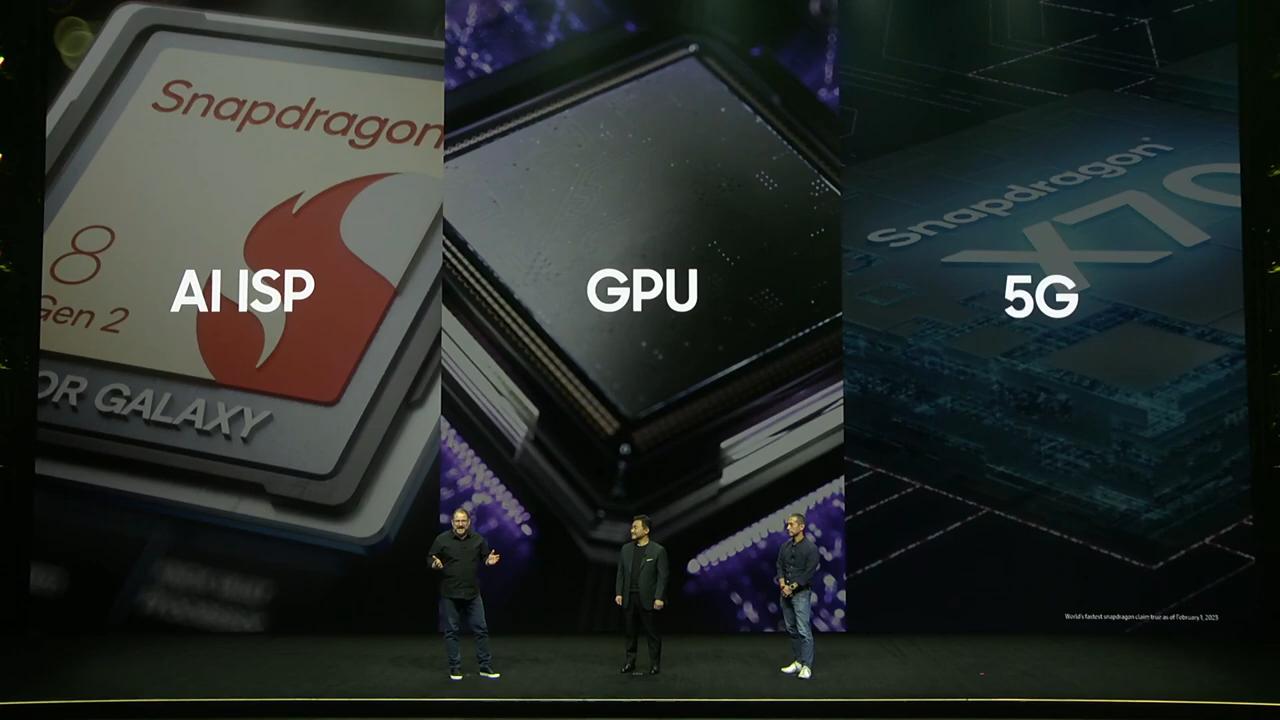 Snapdragon
8
Gen 2
OR GALAXY
AI ISP
GPU
Snapdragon
X70
5G
World's fastest snapdragon claim true as of February 1, 2023